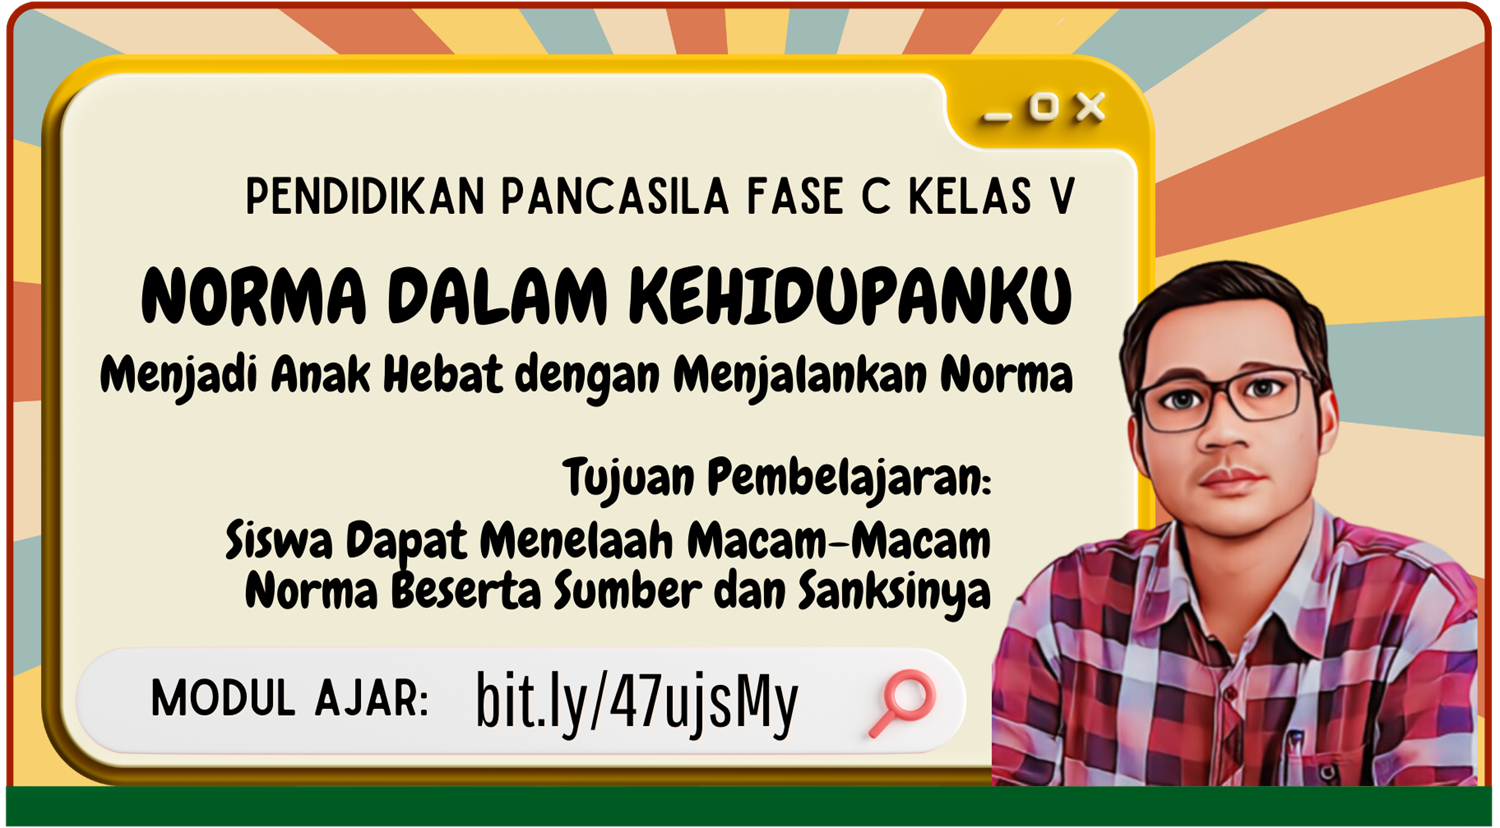 PENDIDIKAN PANCASILA FASE C KELAS V
NORMA DALAM KEHIDUPANKU
Menjadi Anak Hebat dengan Menjalankan Norma
Tujuan Pembelajaran:
Siswa Dapat Menelaah Macam-Macam
Norma Beserta Sumber dan Sanksinya
MODUL AJAR: bit.ly/47ujsMy